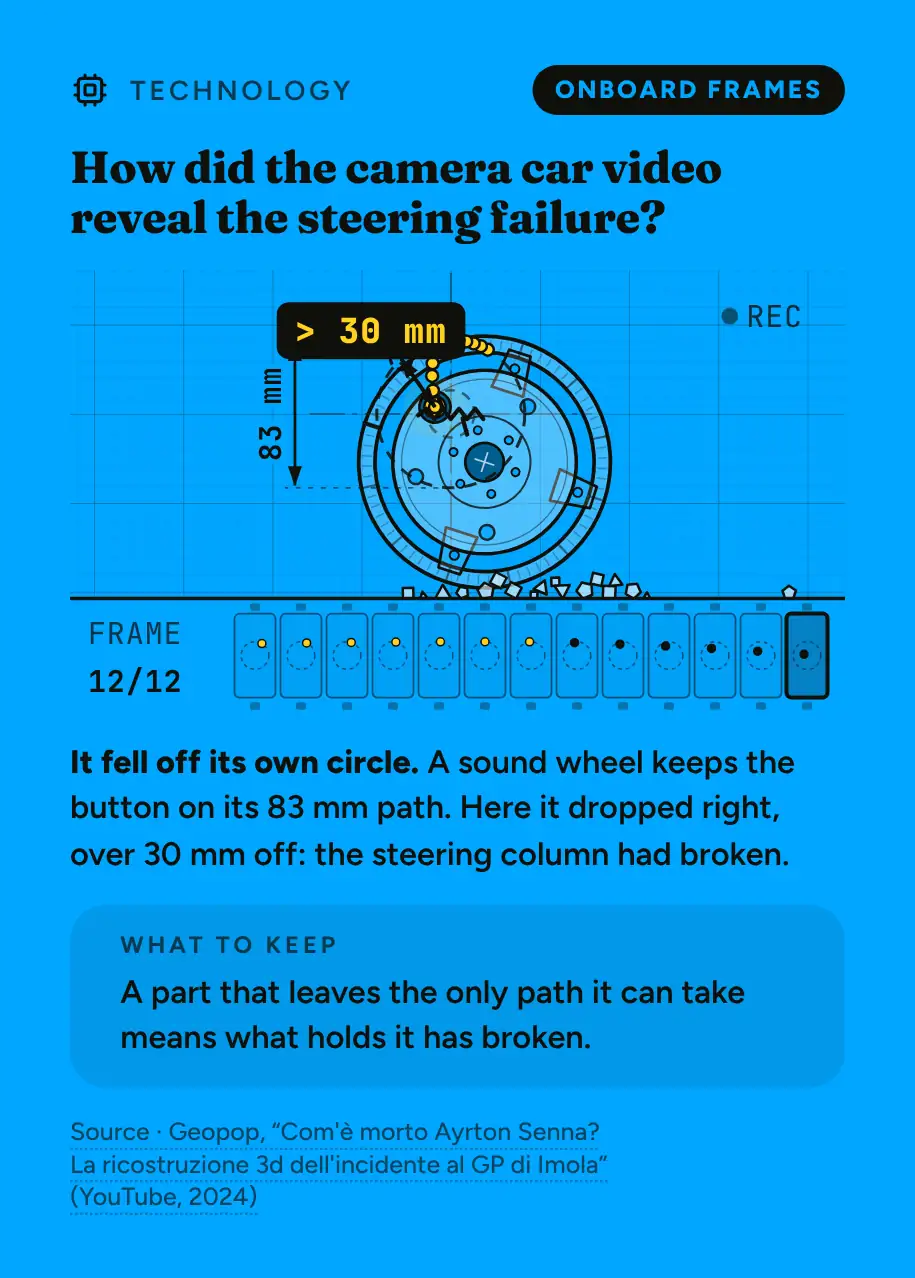 TECHNOLOGY
ONBOARD FRAMES
How did the camera car video
reveal the steering failure?
> 30 mm
REC
83 mm
FRAME
12/12
It fell off its own circle. A sound wheel keeps the
button on its 83 mm path. Here it dropped right,
over 30 mm off: the steering column had broken.
WHAT TO KEEP
A part that leaves the only path it can take
means what holds it has broken.
Source · Geopop, “Com'è morto Ayrton Senna?
La ricostruzione 3d dell'incidente al GP di Imola”
(YouTube, 2024)